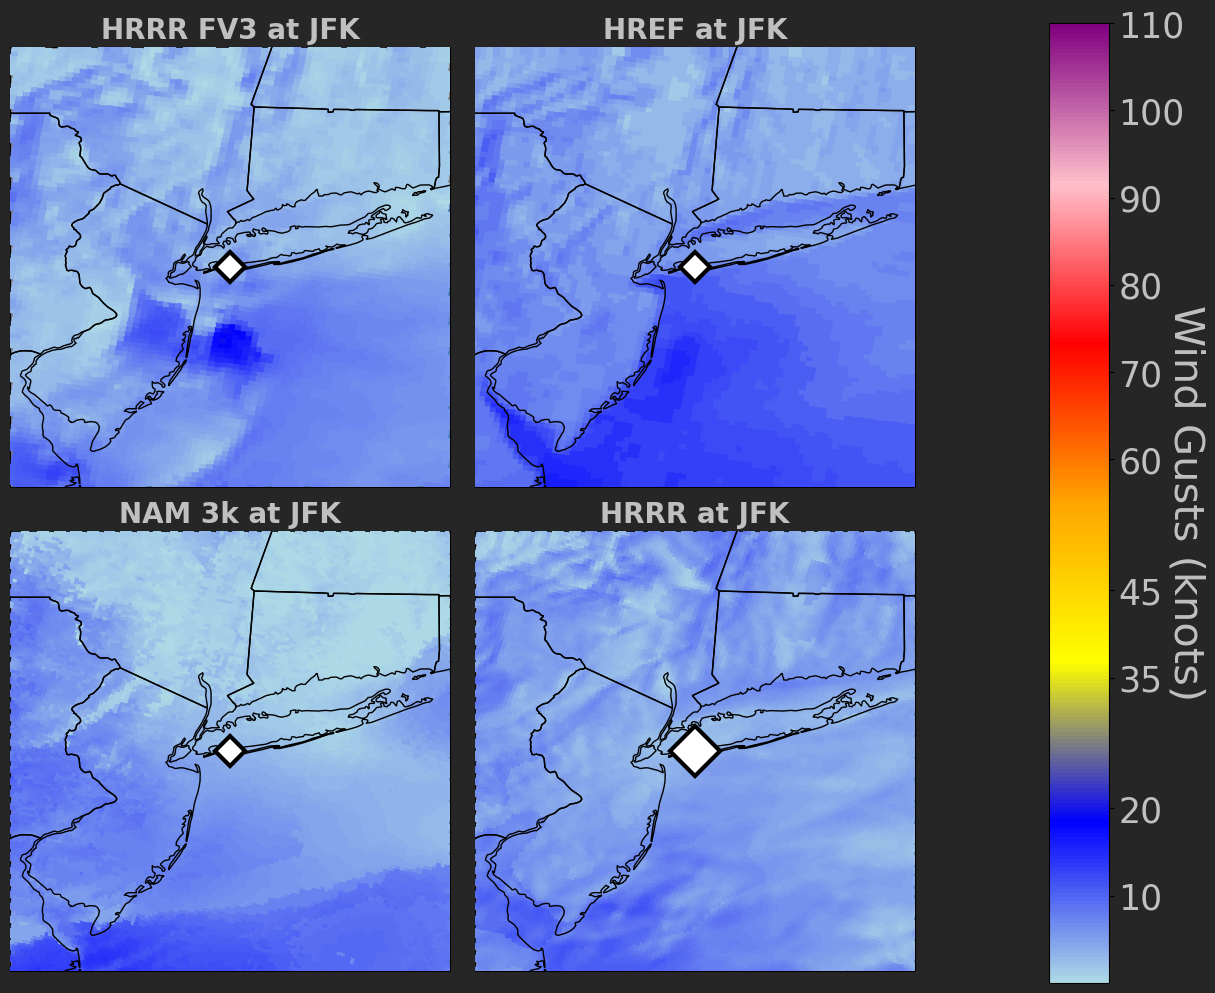 HRRR FV3 at JFK
HREF at JFK
NAM 3k at JFK
HRRR at JFK
110
100
90
80
70
60
45
35
20
10
Wind Gusts (knots)